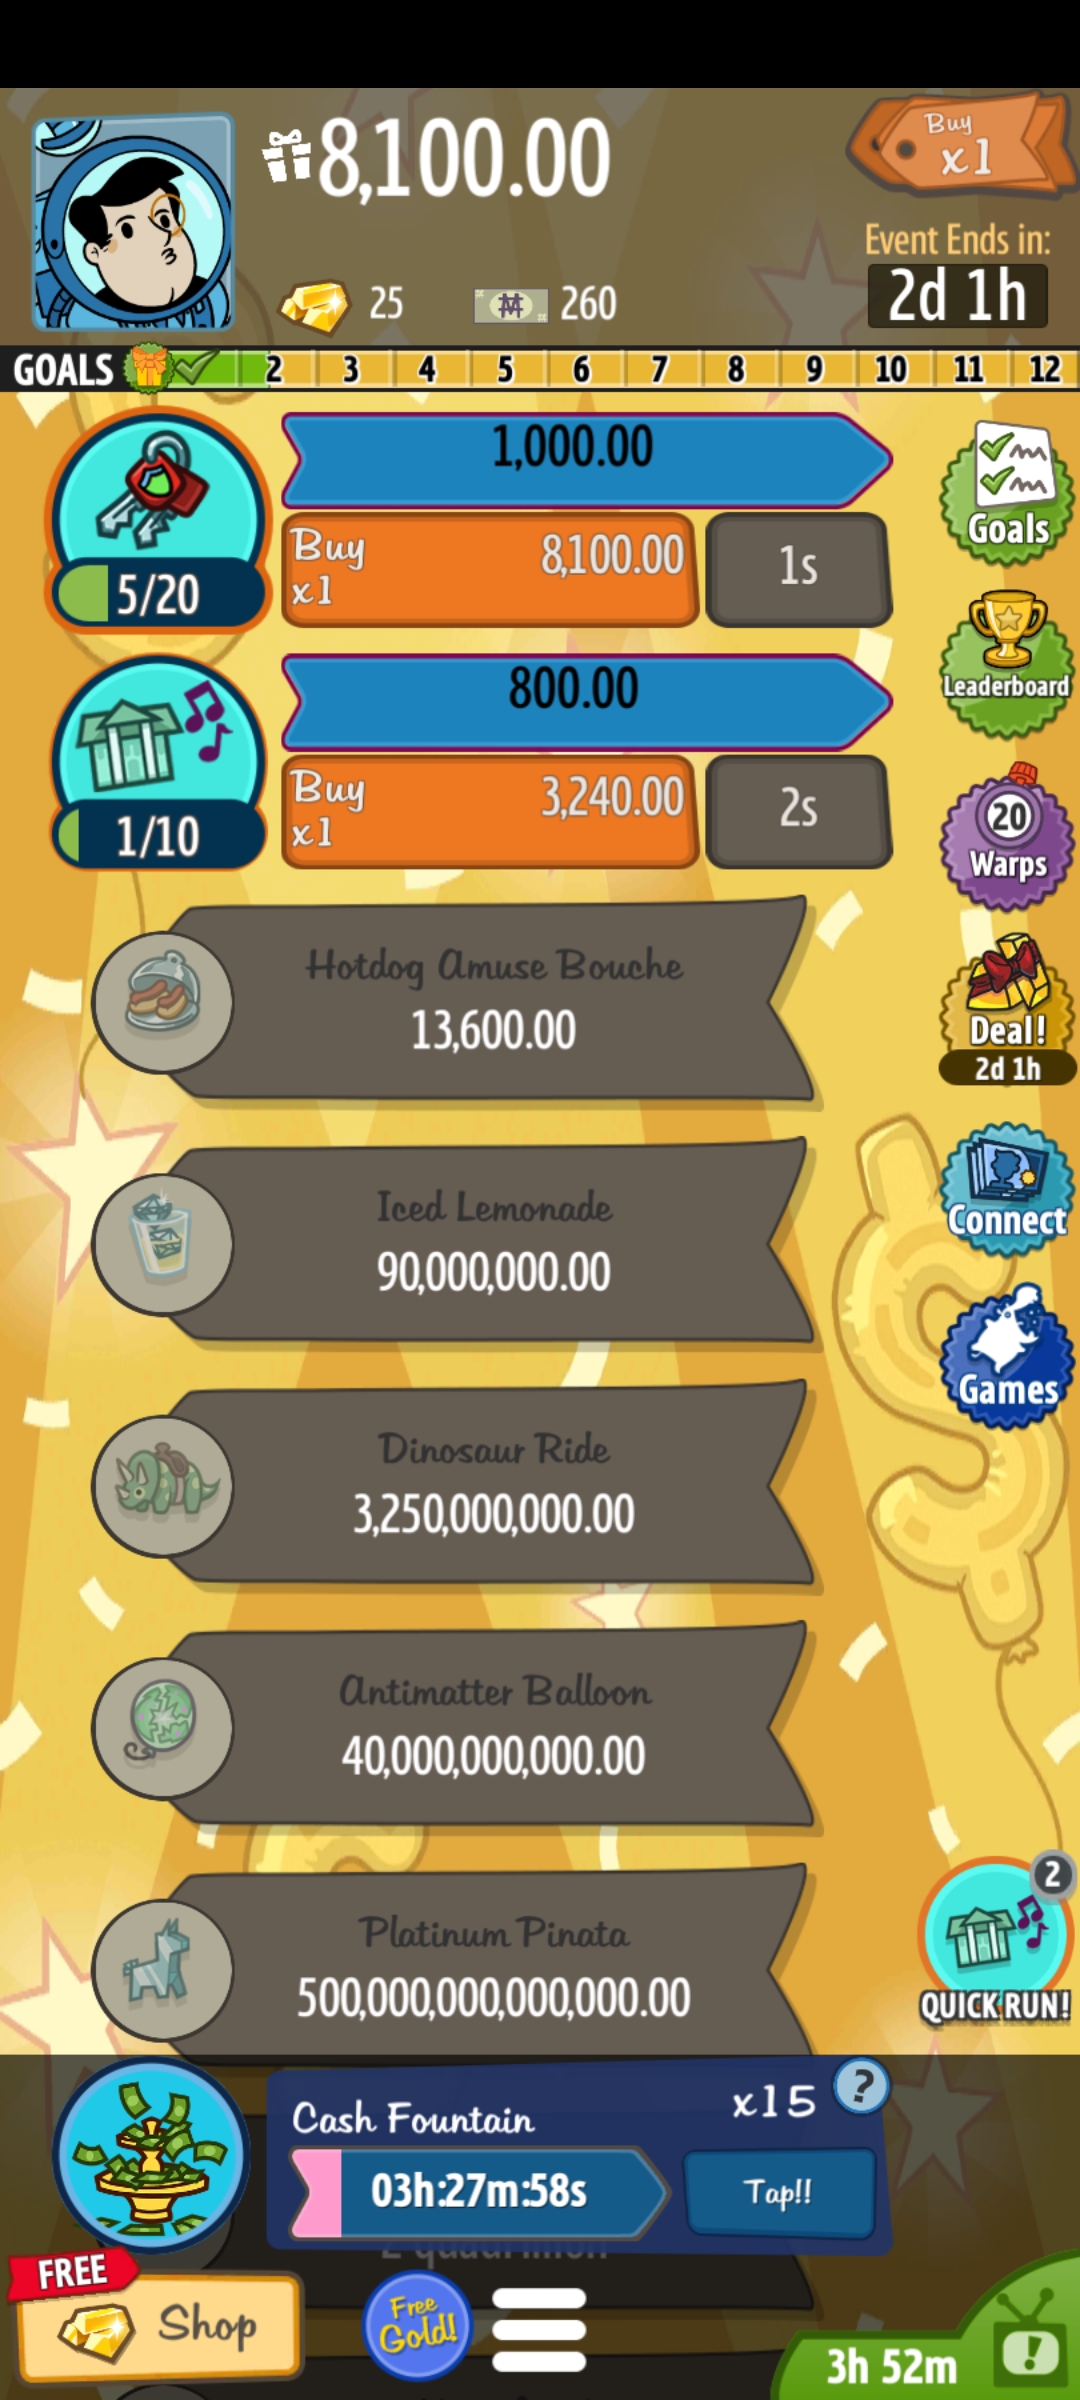 8,100.00
Buy
x1
25
260
Event Ends in:
2d 1h
GOALS 2 3 4 5 6 7 8 9 10 11 12
1,000.00
Buy
x1
8,100.00
1s
5/20
Goals
Leaderboard
800.00
Buy
x1
3,240.00
2s
1/10
20
Warps
Hotdog Amuse Bouche
13,600.00
Deal!
2d 1h
Iced Lemonade
90,000,000.00
Connect
Dinosaur Ride
3,250,000,000.00
Games
Antimatter Balloon
40,000,000,000.00
Platinum Pinata
500,000,000,000,000.00
2
QUICK RUN!
Cash Fountain
x15
?
03h:27m:58s
Tap!!
FREE
Shop
Free
Gold!
3h 52m
!